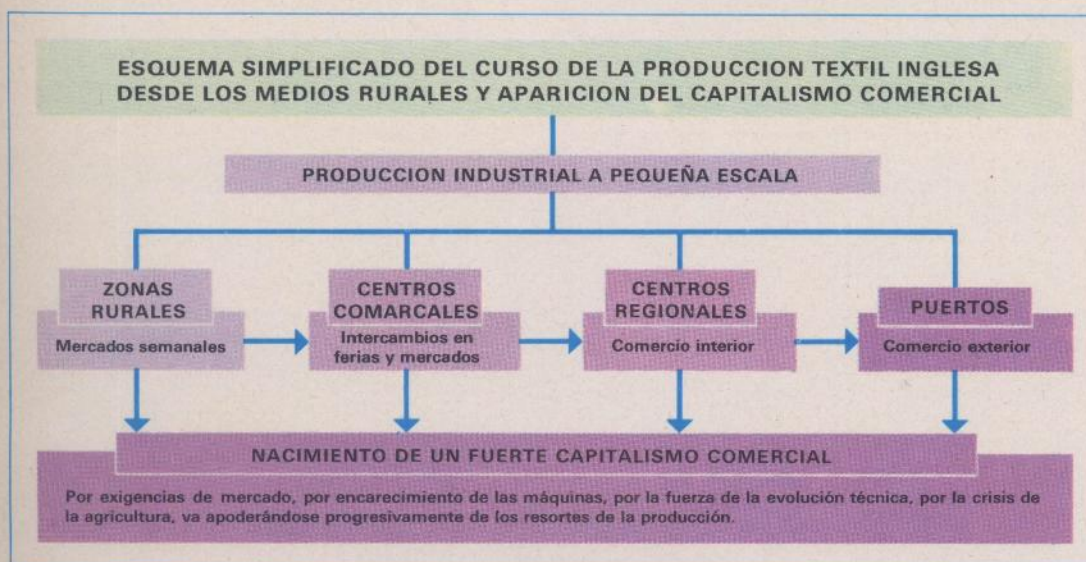 ESQUEMA SIMPLIFICADO DEL CURSO DE LA PRODUCCION TEXTIL INGLESA
DESDE LOS MEDIOS RURALES Y APARICION DEL CAPITALISMO COMERCIAL
PRODUCCION INDUSTRIAL A PEQUEÑA ESCALA
ZONAS
RURALES
Mercados semanales
CENTROS
COMARCALES
Intercambios en
ferias y mercados
CENTROS
REGIONALES
Comercio interior
PUERTOS
Comercio exterior
NACIMIENTO DE UN FUERTE CAPITALISMO COMERCIAL
Por exigencias de mercado, por encarecimiento de las máquinas, por la fuerza de la evolución técnica, por la crisis de
la agricultura, va apoderándose progresivamente de los resortes de la producción.